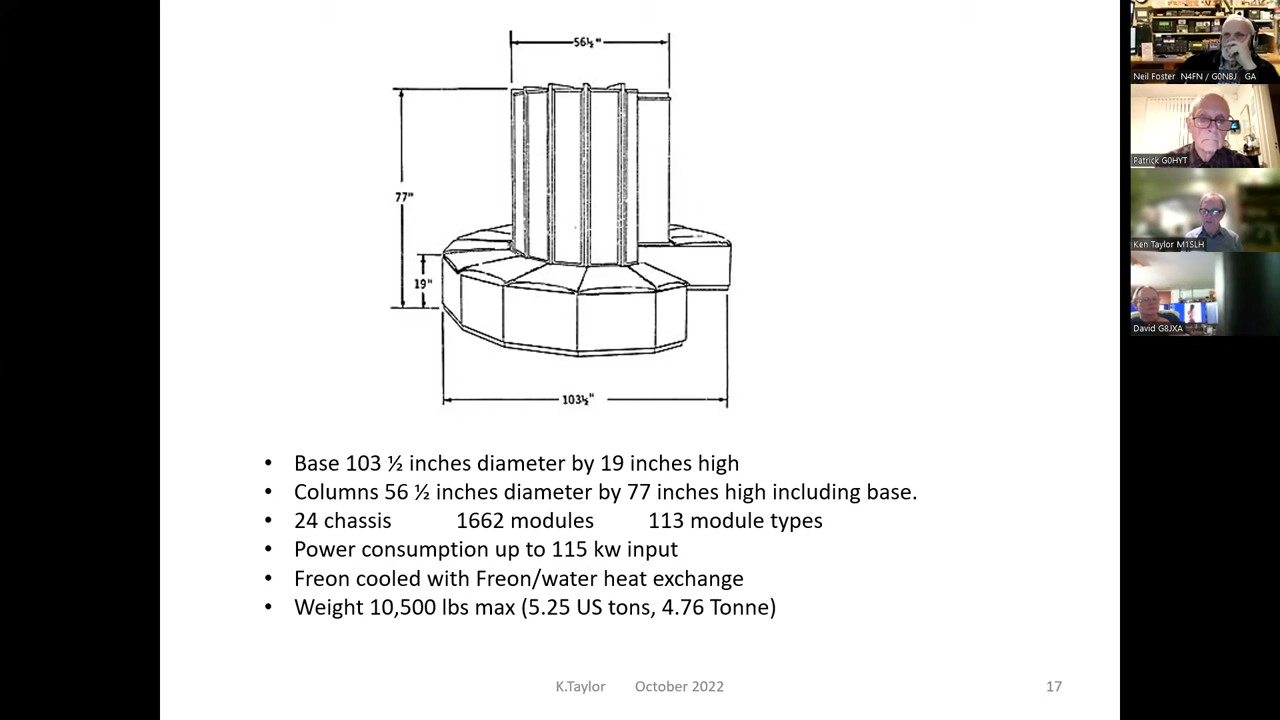 56½"
77"
19"
103½"
• Base 103 ½ inches diameter by 19 inches high
• Columns 56 ½ inches diameter by 77 inches high including base.
• 24 chassis 1662 modules 113 module types
• Power consumption up to 115 kw input
• Freon cooled with Freon/water heat exchange
• Weight 10,500 lbs max (5.25 US tons, 4.76 Tonne)
K.Taylor October 2022 17
Neil Foster N4FN / G0NBJ GA
Patrick G0HYT
Ken Taylor M1SLH
David G8JXA